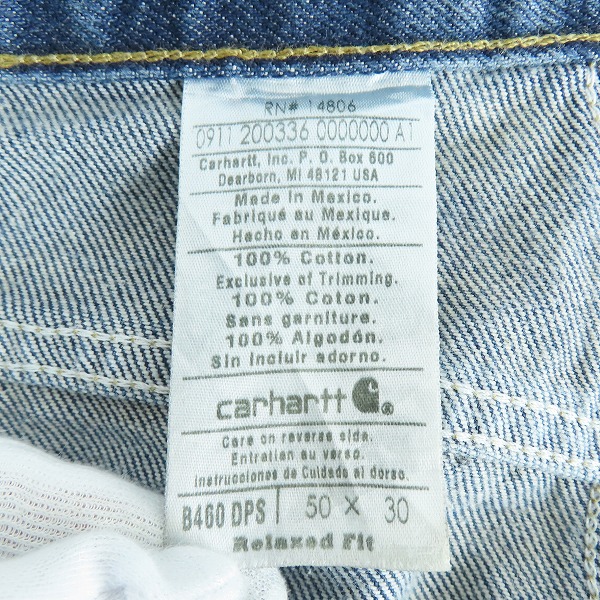 RN# 14806
0911 200336 0000000 A1
Carhartt, Inc. P. O. Box 600
Dearborn, MI 48121 USA
Made in Mexico.
Fabriqué au Mexique.
Hecho en México.
100% Cotton.
Exclusive of Trimming.
100% Coton.
Sans garniture.
100% Algodón.
Sin incluir adorno.
carhartt ®
Care on reverse side.
Entretien au verso.
Instrucciones de Cuidado al dorso.
B460 DPS 50 x 30
Relaxed Fit